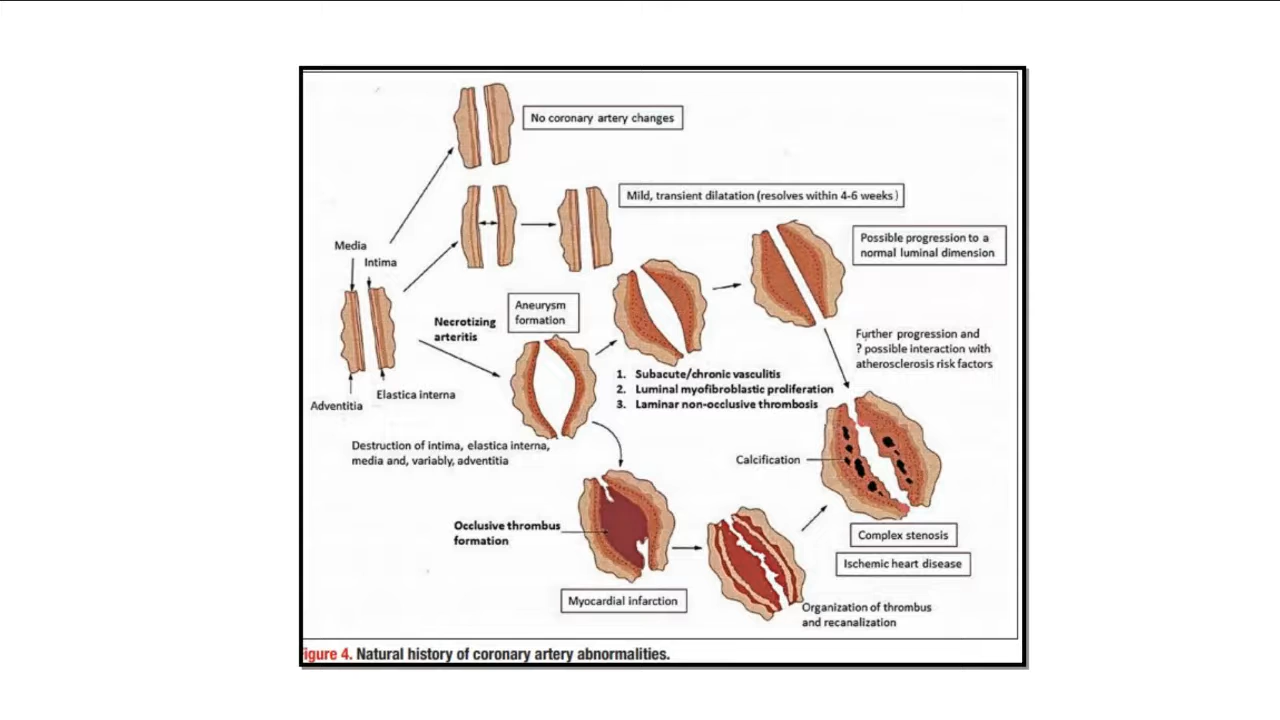 No coronary artery changes
Mild, transient dilatation (resolves within 4-6 weeks)
Possible progression to a
normal luminal dimension
Media
Intima
Aneurysm
formation
Necrotizing
arteritis
Further progression and
? possible interaction with
atherosclerosis risk factors
1. Subacute/chronic vasculitis
2. Luminal myofibroblastic proliferation
3. Laminar non-occlusive thrombosis
Elastica interna
Adventitia
Destruction of intima, elastica interna,
media and, variably, adventitia
Calcification
Occlusive thrombus
formation
Complex stenosis
Ischemic heart disease
Myocardial infarction
Organization of thrombus
and recanalization
igure 4. Natural history of coronary artery abnormalities.